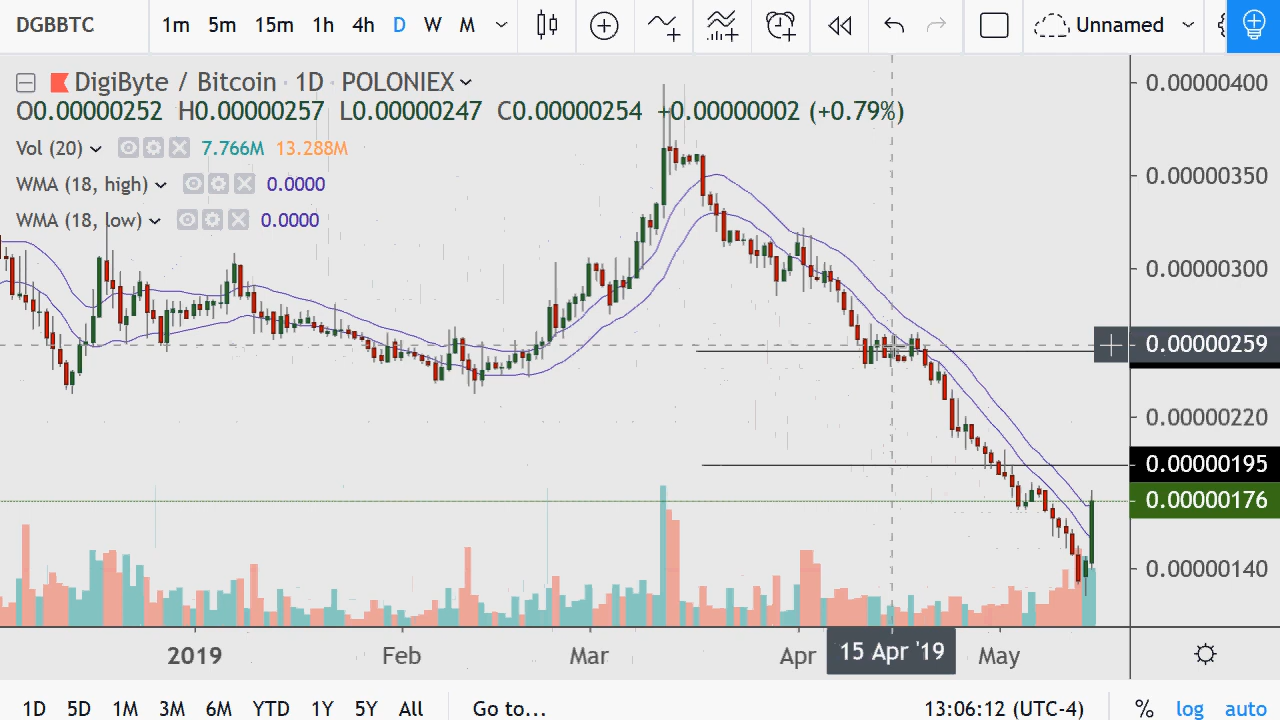 DGBBTC 1m 5m 15m 1h 4h D W M Unnamed
DigiByte / Bitcoin · 1D · POLONIEX
O0.00000252 H0.00000257 L0.00000247 C0.00000254 +0.00000002 (+0.79%)
Vol (20) 7.766M 13.288M
WMA (18, high) 0.0000
WMA (18, low) 0.0000
0.00000400
0.00000350
0.00000300
0.00000259
0.00000220
0.00000195
0.00000176
0.00000140
2019 Feb Mar Apr 15 Apr '19 May
1D 5D 1M 3M 6M YTD 1Y 5Y All Go to... 13:06:12 (UTC-4) % log auto